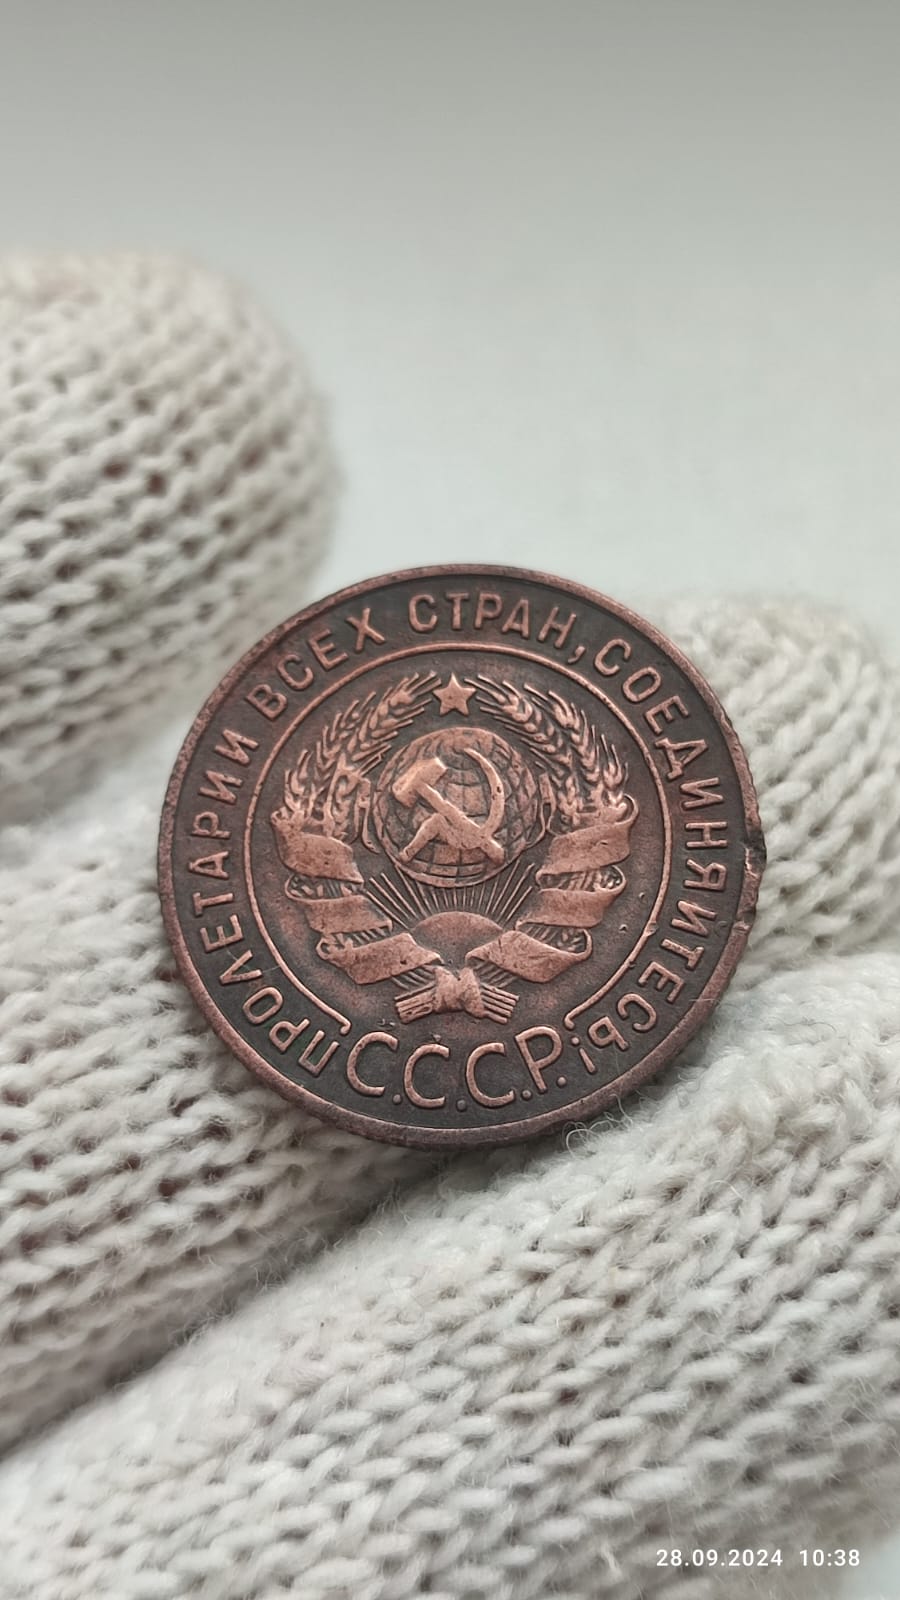 ПРОЛЕТАРИИ ВСЕХ СТРАН, СОЕДИНЯЙТЕСЬ!
С.С.С.Р.
28.09.2024 10:38